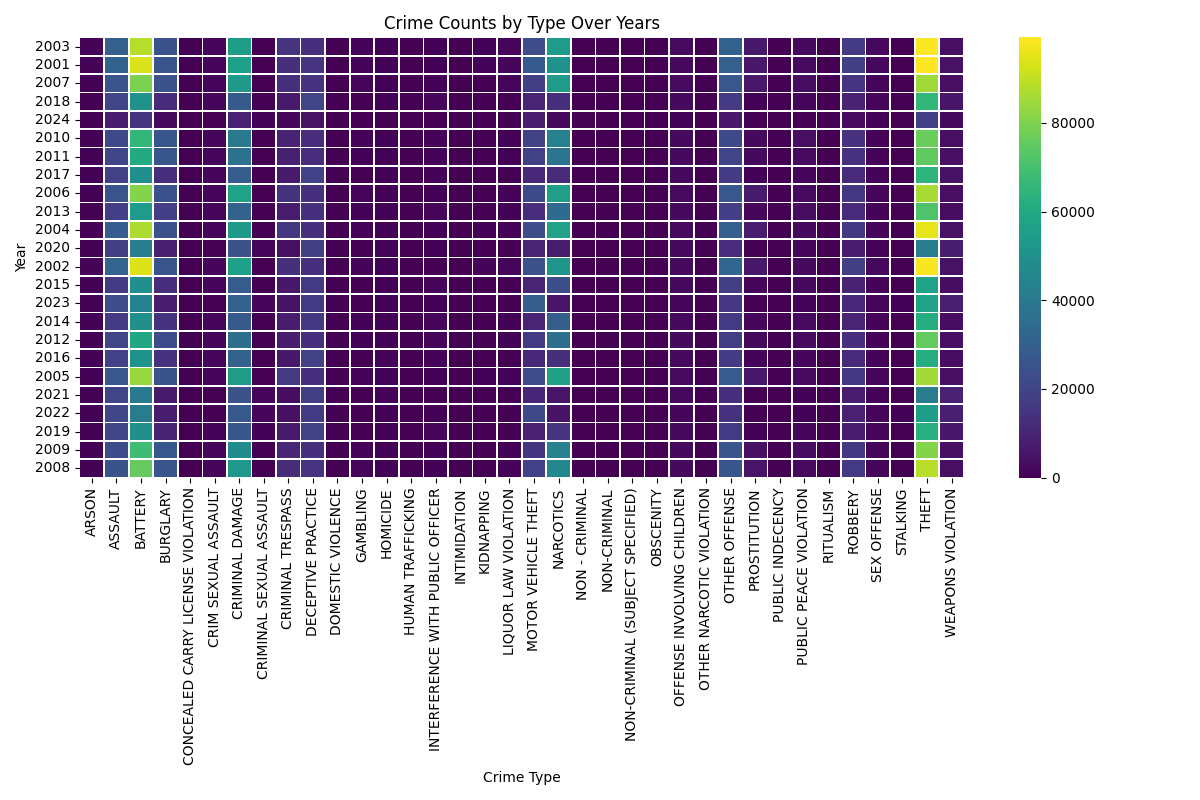 Crime Counts by Type Over Years
Year
2003
2001
2007
2018
2024
2010
2011
2017
2006
2013
2004
2020
2002
2015
2023
2014
2012
2016
2005
2021
2022
2019
2009
2008
ARSON
ASSAULT
BATTERY
BURGLARY
CONCEALED CARRY LICENSE VIOLATION
CRIM SEXUAL ASSAULT
CRIMINAL DAMAGE
CRIMINAL SEXUAL ASSAULT
CRIMINAL TRESPASS
DECEPTIVE PRACTICE
DOMESTIC VIOLENCE
GAMBLING
HOMICIDE
HUMAN TRAFFICKING
INTERFERENCE WITH PUBLIC OFFICER
INTIMIDATION
KIDNAPPING
LIQUOR LAW VIOLATION
MOTOR VEHICLE THEFT
NARCOTICS
NON - CRIMINAL
NON-CRIMINAL
NON-CRIMINAL (SUBJECT SPECIFIED)
OBSCENITY
OFFENSE INVOLVING CHILDREN
OTHER NARCOTIC VIOLATION
OTHER OFFENSE
PROSTITUTION
PUBLIC INDECENCY
PUBLIC PEACE VIOLATION
RITUALISM
ROBBERY
SEX OFFENSE
STALKING
THEFT
WEAPONS VIOLATION
Crime Type
80000
60000
40000
20000
0